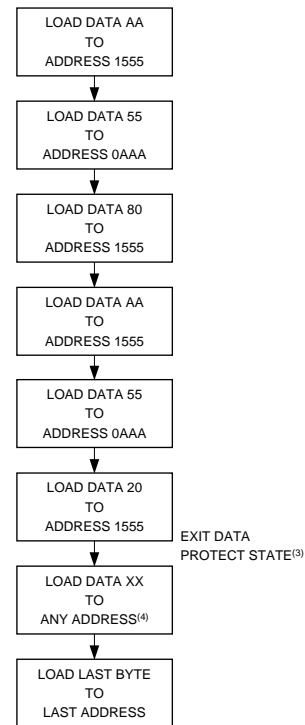 LOAD DATA AA
TO
ADDRESS 1555
LOAD DATA 55
TO
ADDRESS 0AAA
LOAD DATA 80
TO
ADDRESS 1555
LOAD DATA AA
TO
ADDRESS 1555
LOAD DATA 55
TO
ADDRESS 0AAA
LOAD DATA 20
TO
ADDRESS 1555
EXIT DATA
PROTECT STATE(3)
LOAD DATA XX
TO
ANY ADDRESS(4)
LOAD LAST BYTE
TO
LAST ADDRESS